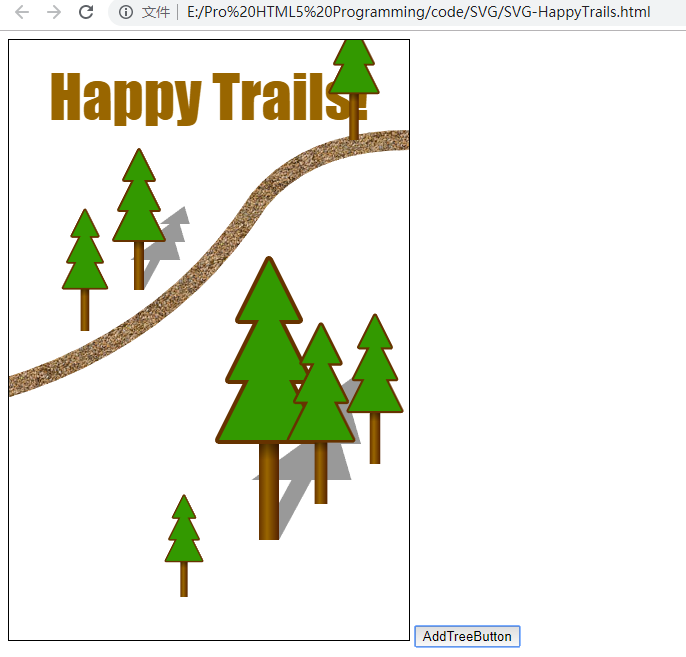 文件 | E:/Pro%20HTML5%20Programming/code/SVG/SVG-HappyTrails.html
Happy Trails!
AddTreeButton